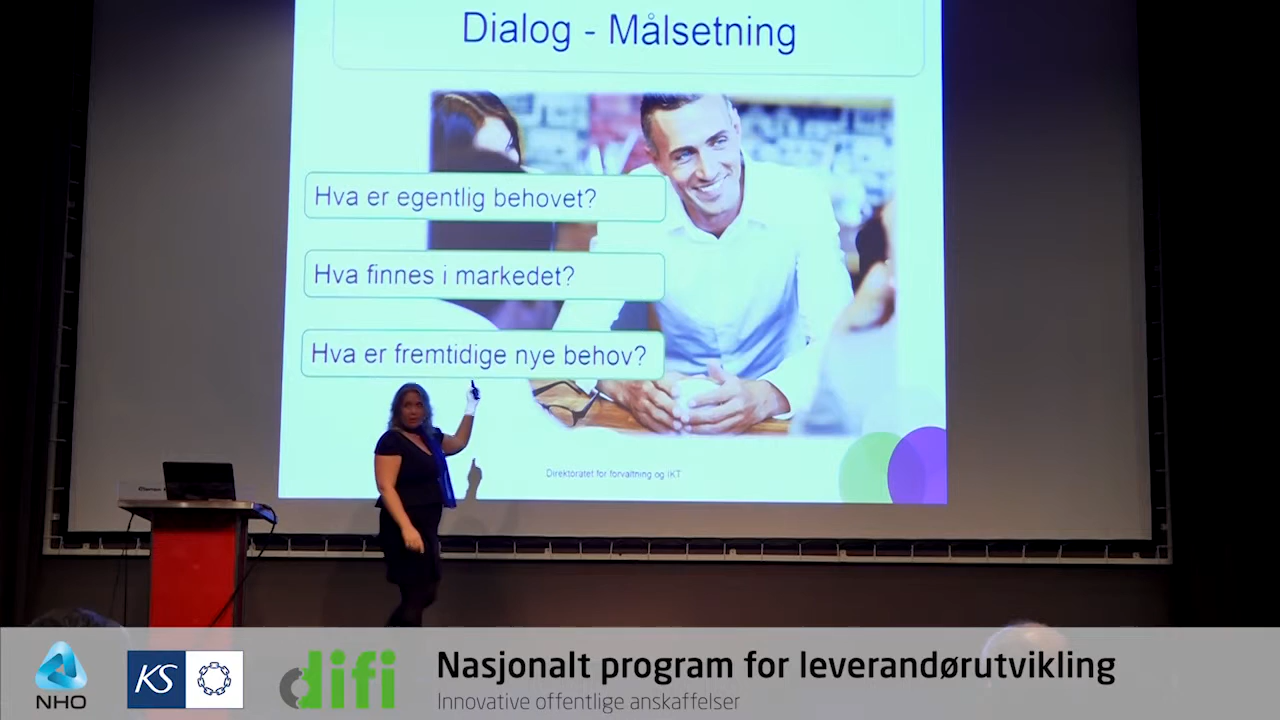 Dialog - Målsetning
Hva er egentlig behovet?
Hva finnes i markedet?
Hva er fremtidige nye behov?
Direktoratet for forvaltning og IKT
NHO
KS
difi
Nasjonalt program for leverandørutvikling
Innovative offentlige anskaffelser